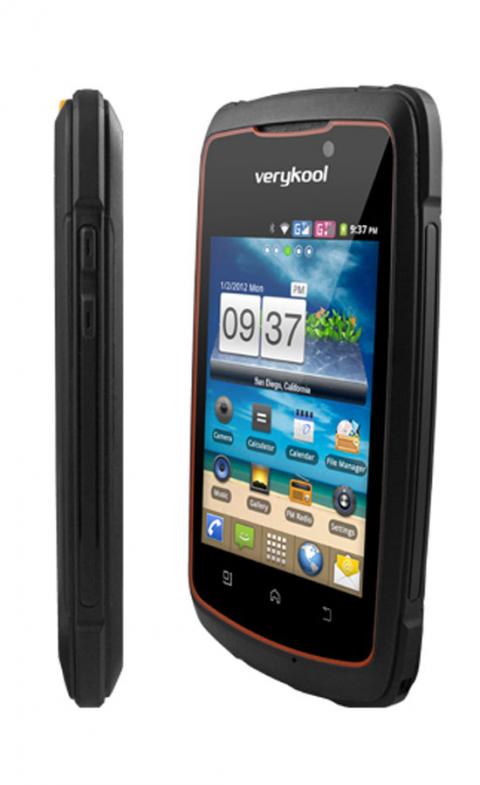 verykool
G G 9:37 PM
1/2/2012 Mon PM
09 37
San Diego, California
Camera Calculator Calendar File Manager
Music Gallery FM Radio Settings